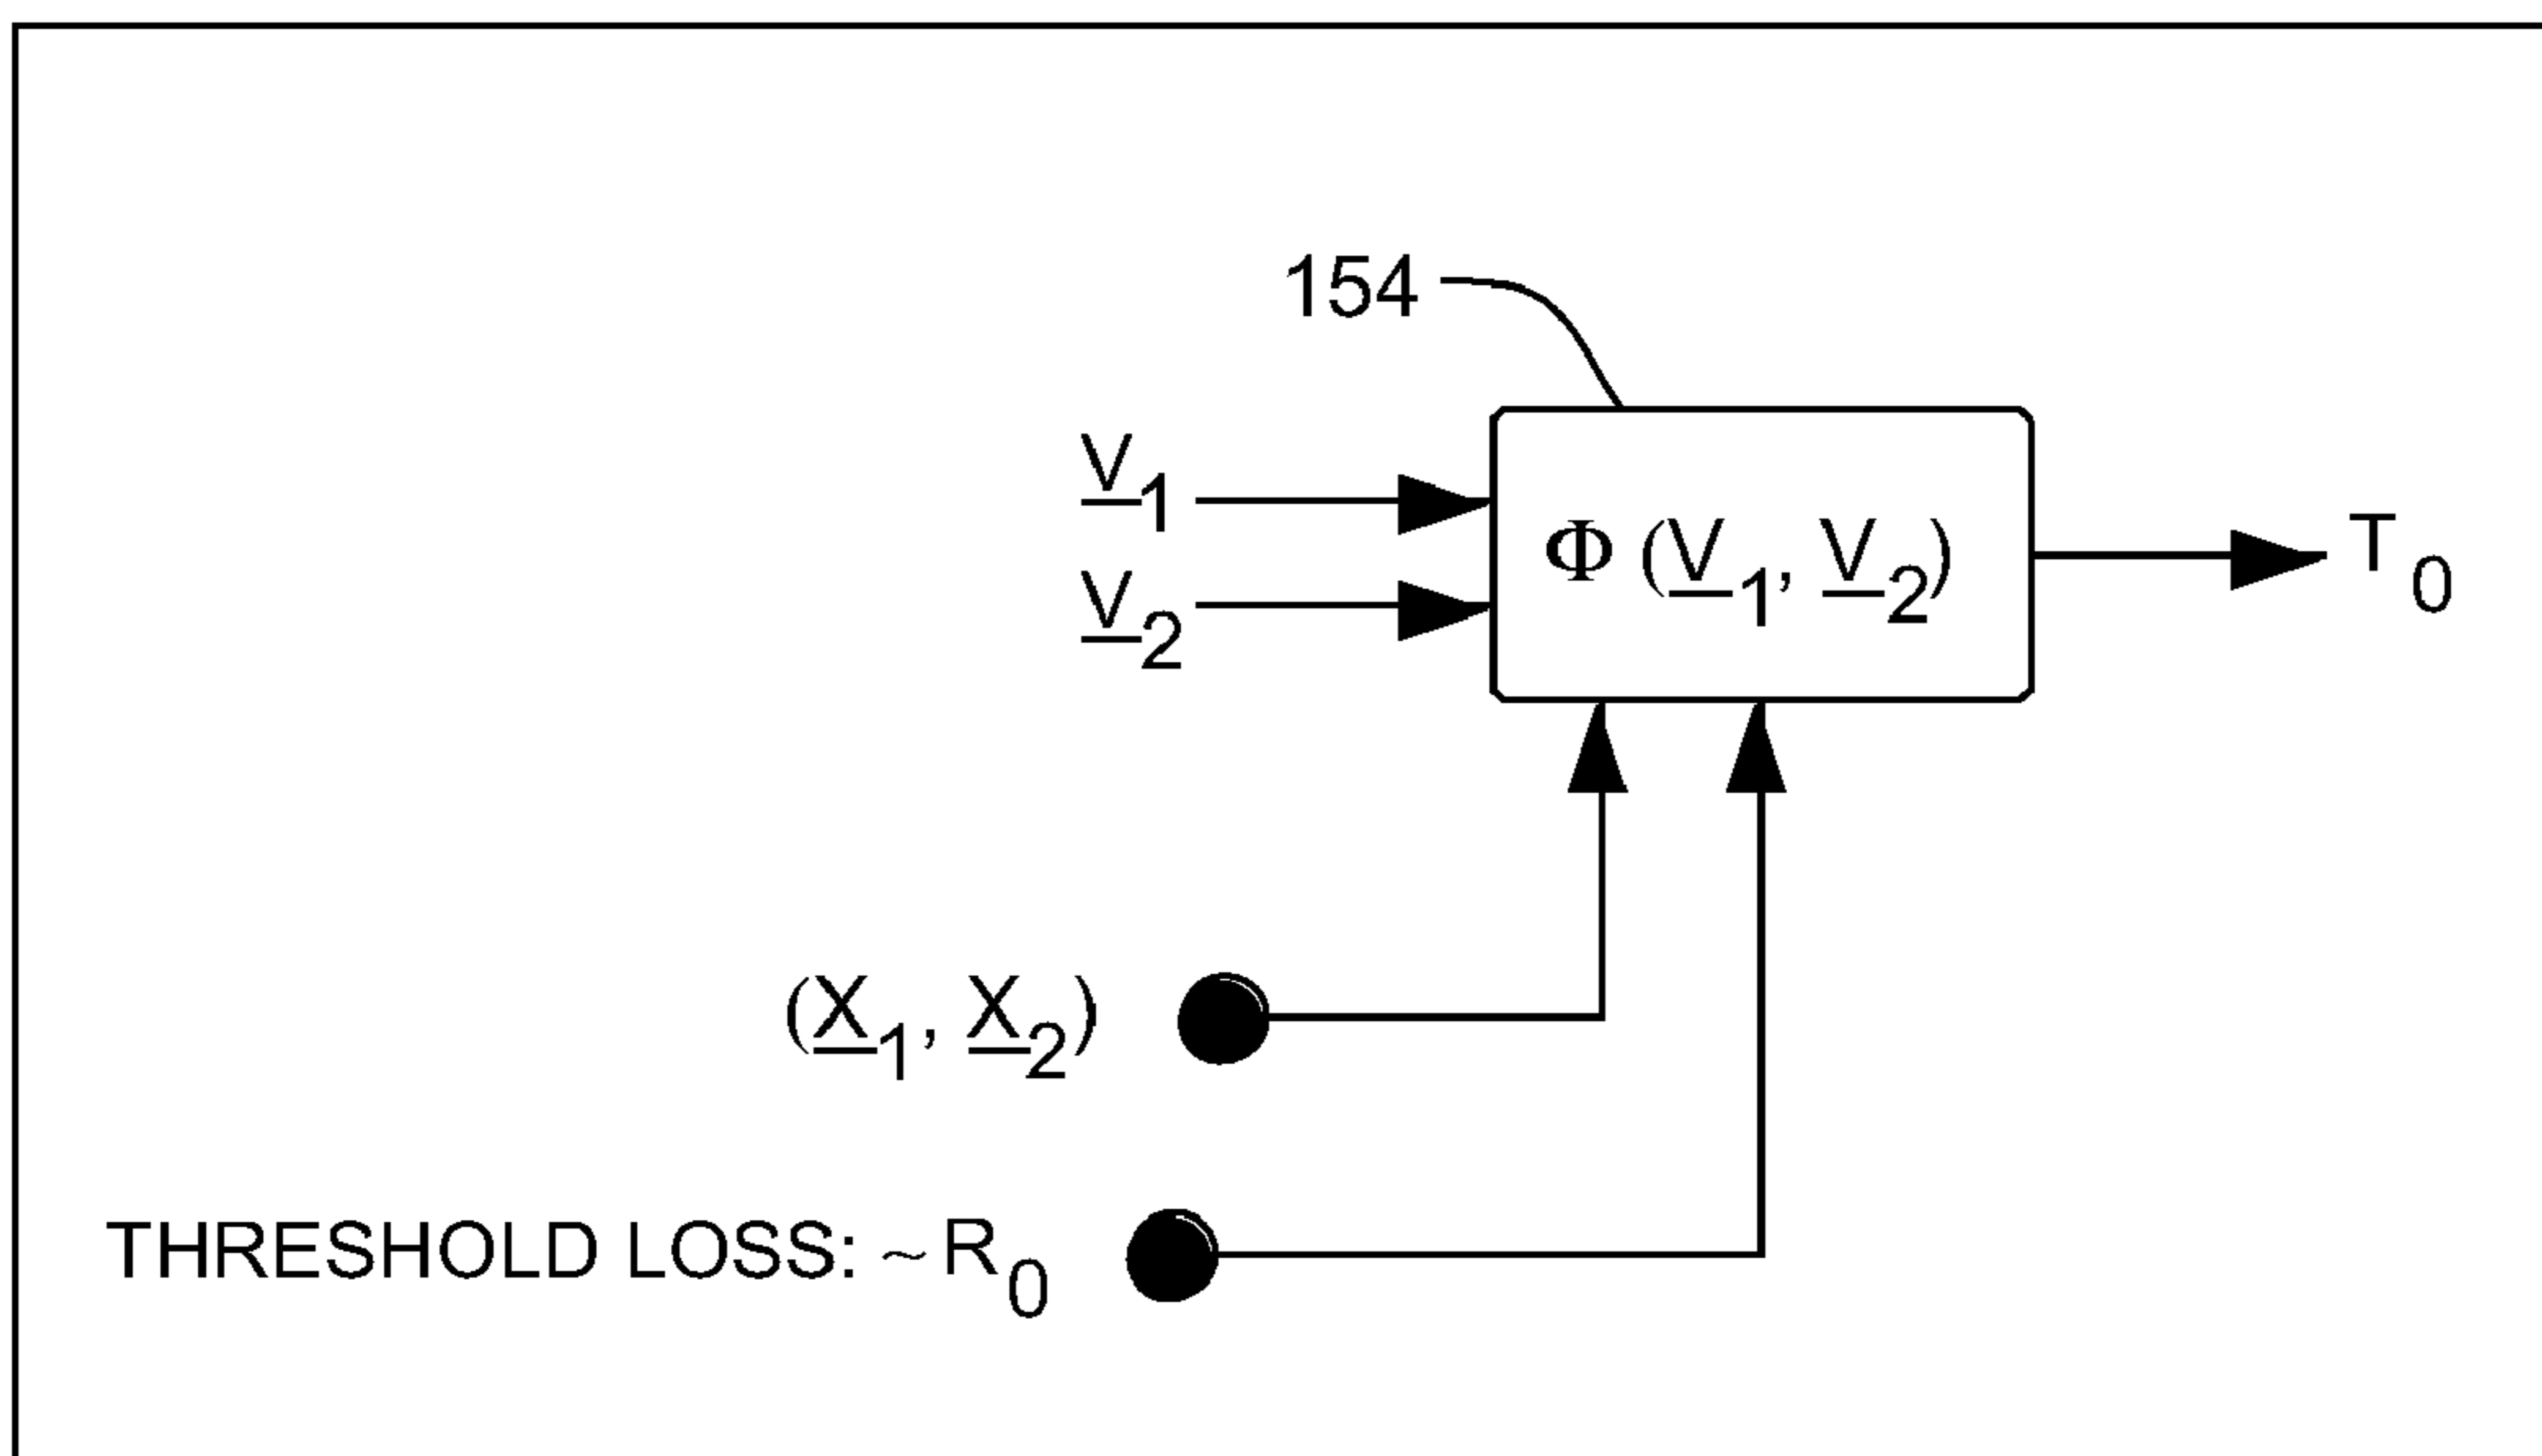 154
V1
V2
Φ (V1, V2)
T0
(X1, X2)
THRESHOLD LOSS: ~R0